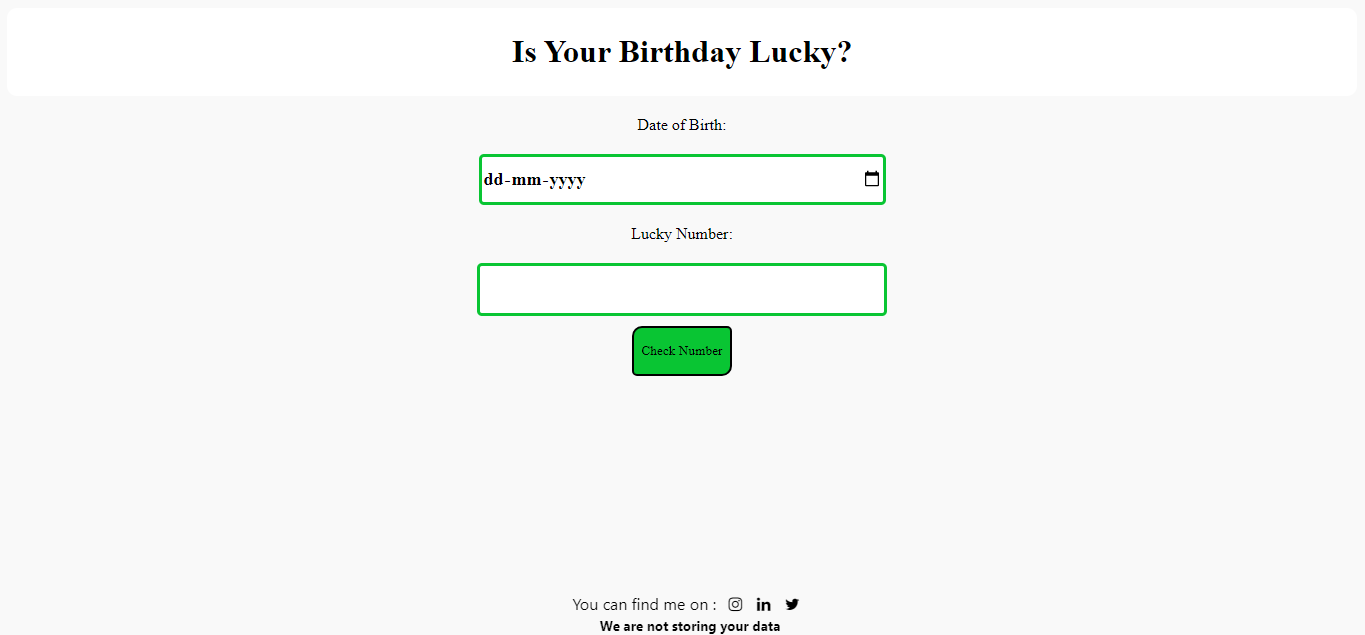 Is Your Birthday Lucky?
Date of Birth:
dd-mm-yyyy
Lucky Number:
Check Number
You can find me on :
We are not storing your data